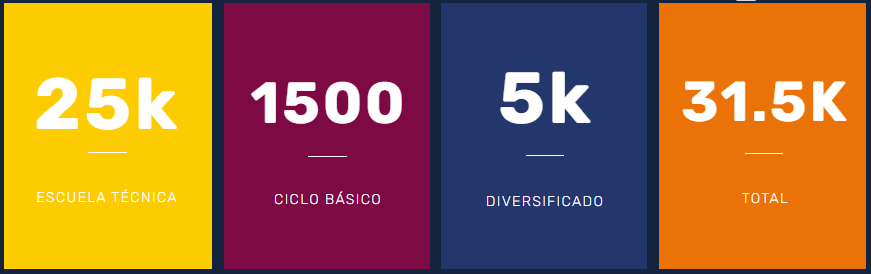 25k
ESCUELA TÉCNICA
1500
CICLO BÁSICO
5k
DIVERSIFICADO
31.5K
TOTAL